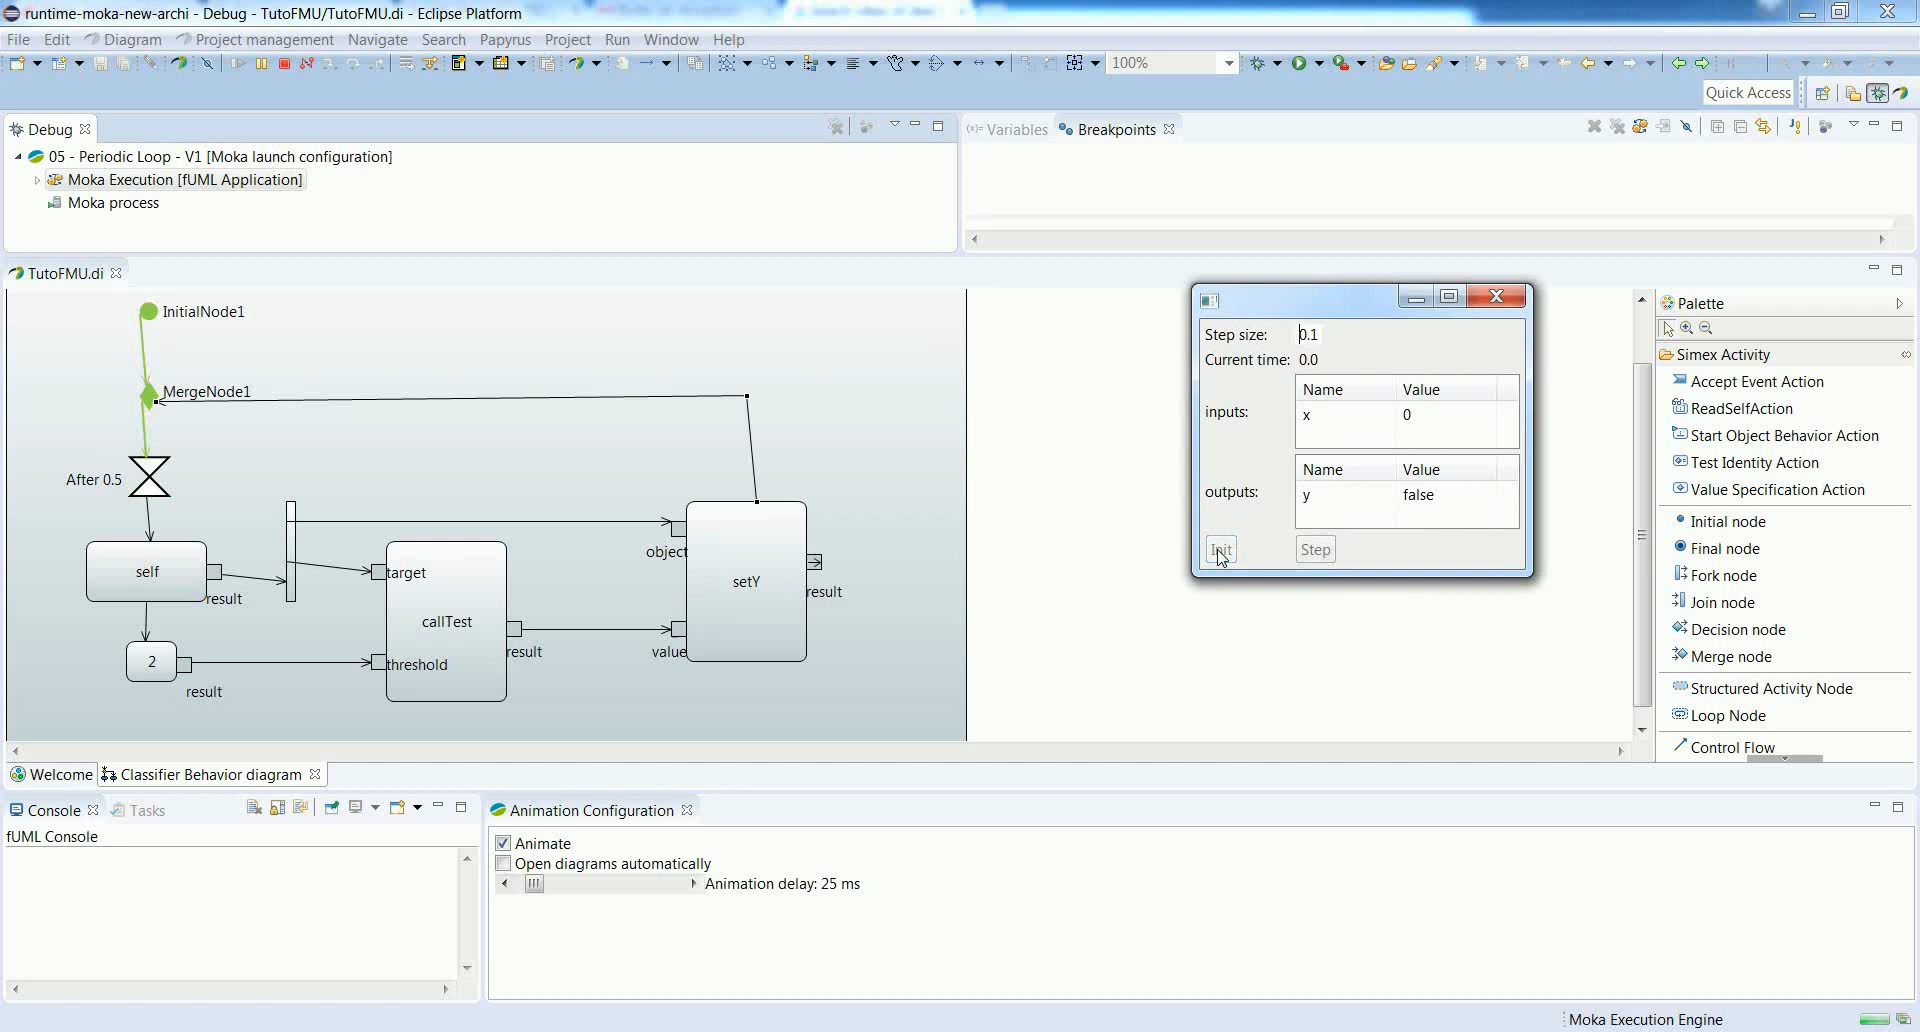 runtime-moka-new-archi - Debug - TutoFMU/TutoFMU.di - Eclipse Platform
File Edit Diagram Project management Navigate Search Papyrus Project Run Window Help
100%
Quick Access
Debug
(x)= Variables Breakpoints
05 - Periodic Loop - V1 [Moka launch configuration]
Moka Execution [fUML Application]
Moka process
TutoFMU.di
InitialNode1
MergeNode1
After 0.5
self
result
2
result
target
callTest
threshold
result
object
setY
value
result
Step size: 0.1
Current time: 0.0
Name Value
inputs:
x 0
Name Value
outputs:
y false
Init Step
Palette
Simex Activity
Accept Event Action
ReadSelfAction
Start Object Behavior Action
Test Identity Action
Value Specification Action
Initial node
Final node
Fork node
Join node
Decision node
Merge node
Structured Activity Node
Loop Node
Control Flow
Welcome Classifier Behavior diagram
Console Tasks
fUML Console
Animation Configuration
Animate
Open diagrams automatically
Animation delay: 25 ms
Moka Execution Engine